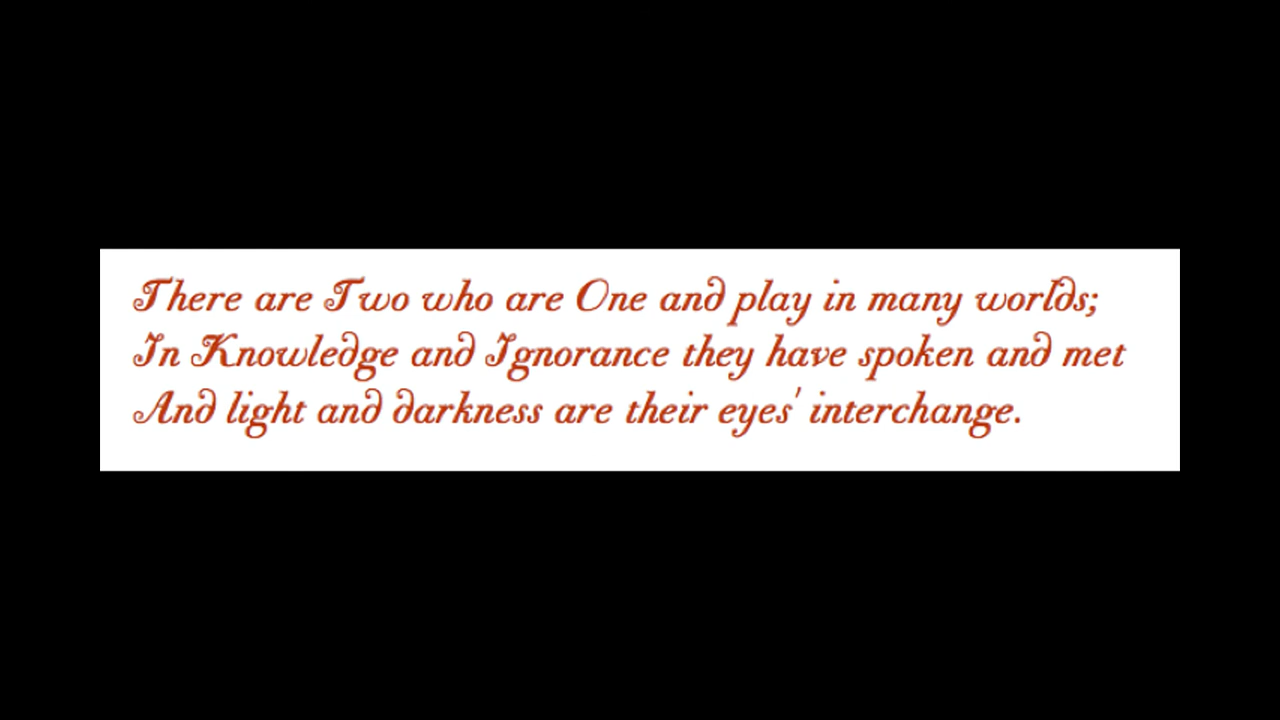 There are Two who are One and play in many worlds;
In Knowledge and Ignorance they have spoken and met
And light and darkness are their eyes' interchange.